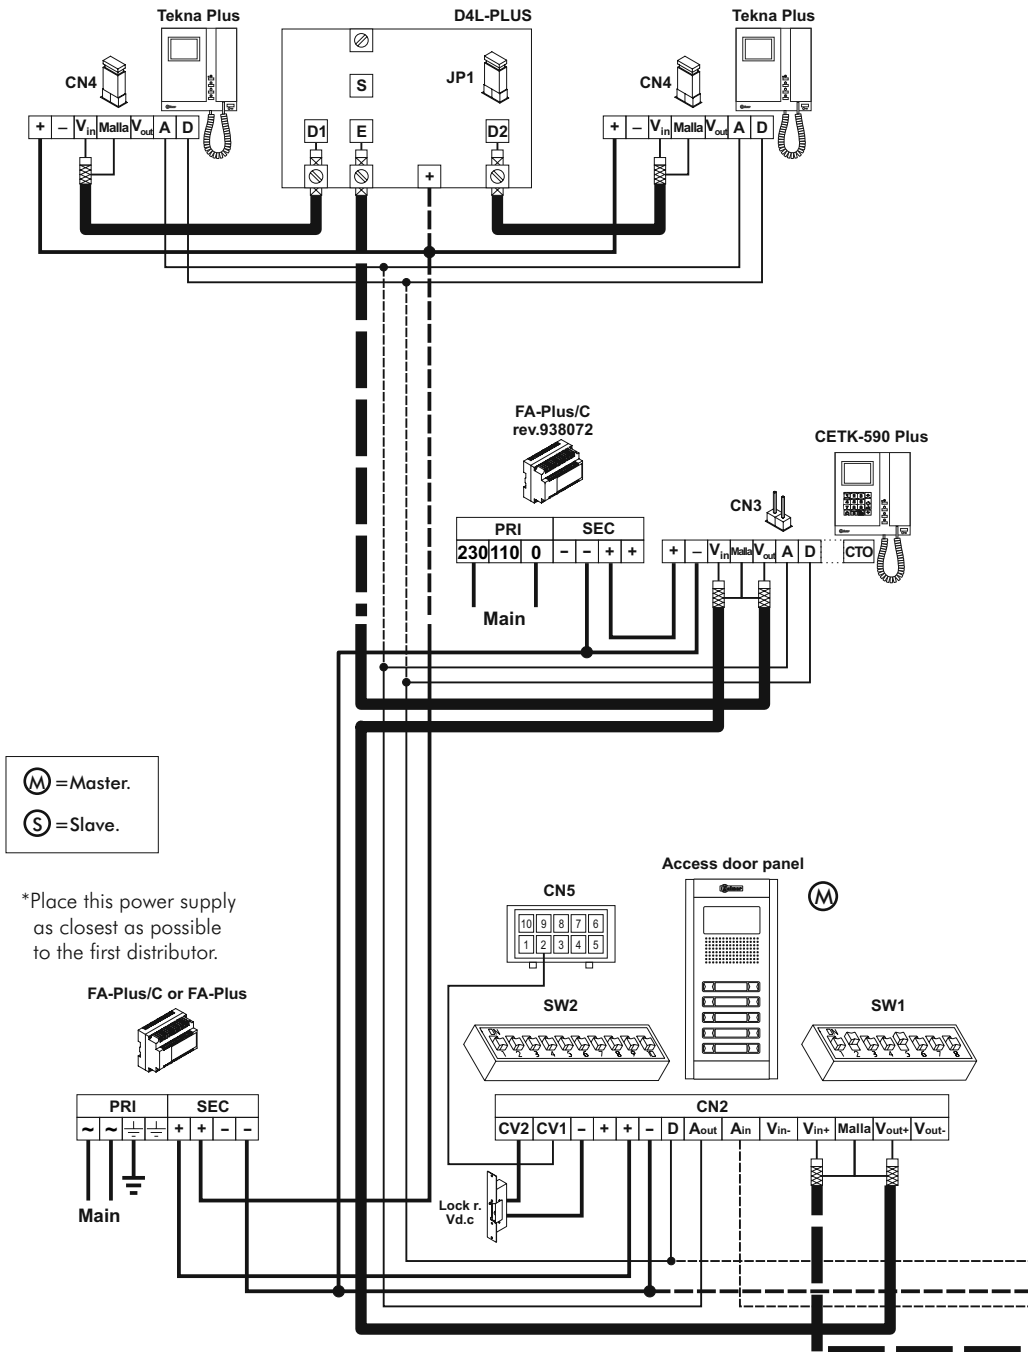 Tekna Plus
D4L-PLUS
Tekna Plus
CN4
S
JP1
CN4
+ – Vin Malla Vout A D
D1 E D2
+ – Vin Malla Vout A D
+
FA-Plus/C
rev.938072
CETK-590 Plus
CN3
PRI SEC
230 110 0 - - + +
+ – Vin Malla Vout A D CTO
Main
M =Master.
S =Slave.
*Place this power supply
as closest as possible
to the first distributor.
Access door panel
M
CN5
10 9 8 7 6
1 2 3 4 5
FA-Plus/C or FA-Plus
SW2
SW1
PRI SEC
~ ~ + + – –
CN2
CV2 CV1 – + + – D Aout Ain Vin- Vin+ Malla Vout+ Vout-
Main
Lock r.
Vd.c